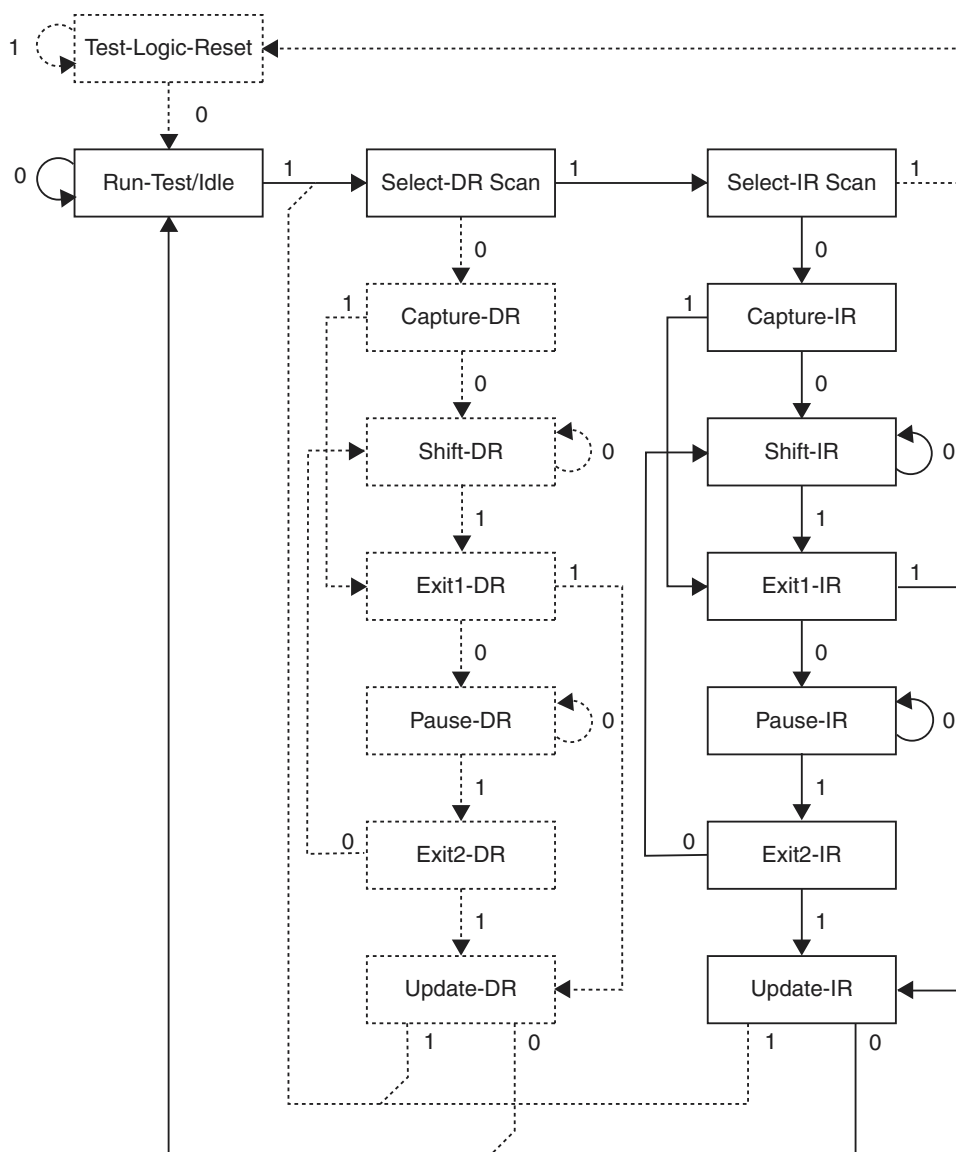 1
Test-Logic-Reset
0
0
Run-Test/Idle
1
Select-DR Scan
1
Select-IR Scan
1
0
0
1
Capture-DR
1
Capture-IR
0
0
Shift-DR
0
Shift-IR
0
1
1
Exit1-DR
1
Exit1-IR
1
0
0
Pause-DR
0
Pause-IR
0
1
1
0
Exit2-DR
0
Exit2-IR
1
1
Update-DR
Update-IR
1
0
1
0